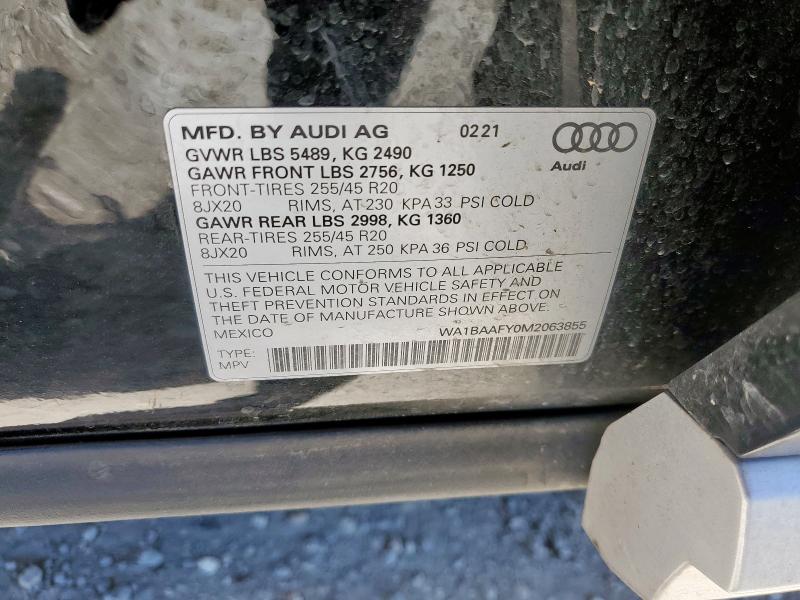 MFD. BY AUDI AG 0221
GVWR LBS 5489, KG 2490
GAWR FRONT LBS 2756, KG 1250
FRONT-TIRES 255/45 R20
8JX20 RIMS, AT 230 KPA 33 PSI COLD
GAWR REAR LBS 2998, KG 1360
REAR-TIRES 255/45 R20
8JX20 RIMS, AT 250 KPA 36 PSI COLD
Audi
THIS VEHICLE CONFORMS TO ALL APPLICABLE
U.S. FEDERAL MOTOR VEHICLE SAFETY AND
THEFT PREVENTION STANDARDS IN EFFECT ON
THE DATE OF MANUFACTURE SHOWN ABOVE.
MEXICO WA1BAAFY0M2063855
TYPE:
MPV